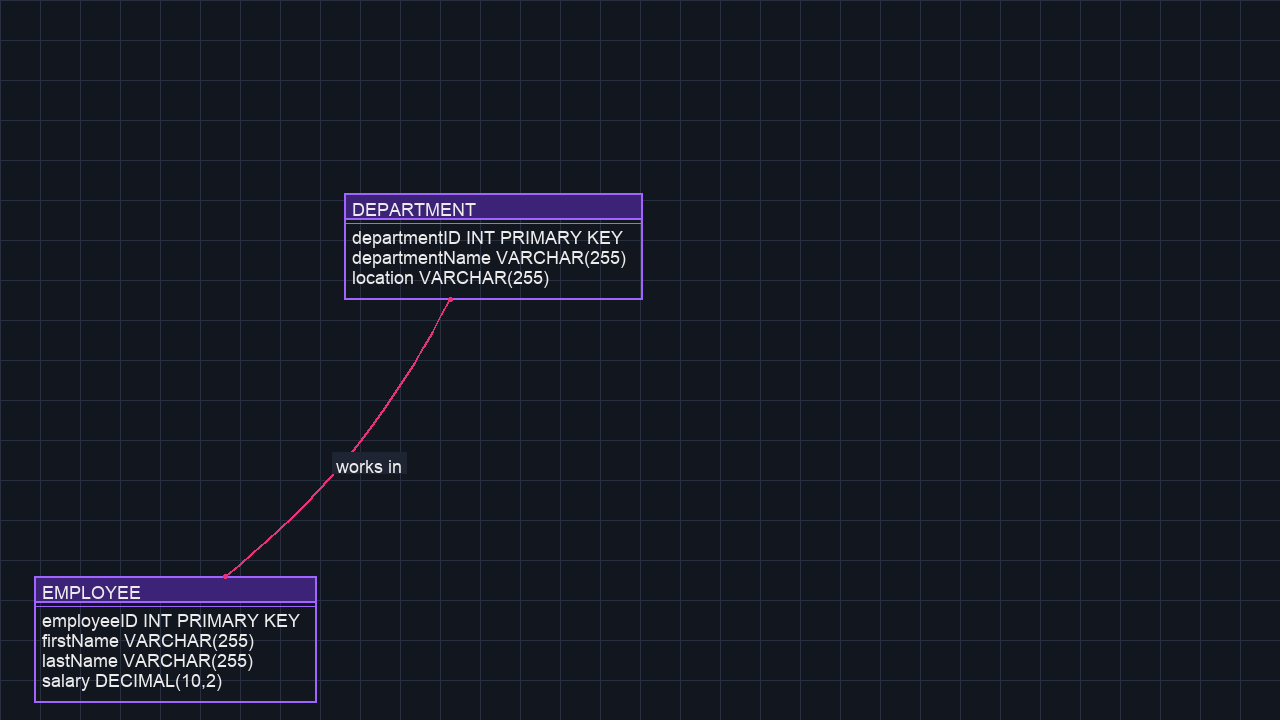 DEPARTMENT
departmentID INT PRIMARY KEY
departmentName VARCHAR(255)
location VARCHAR(255)
works in
EMPLOYEE
employeeID INT PRIMARY KEY
firstName VARCHAR(255)
lastName VARCHAR(255)
salary DECIMAL(10,2)